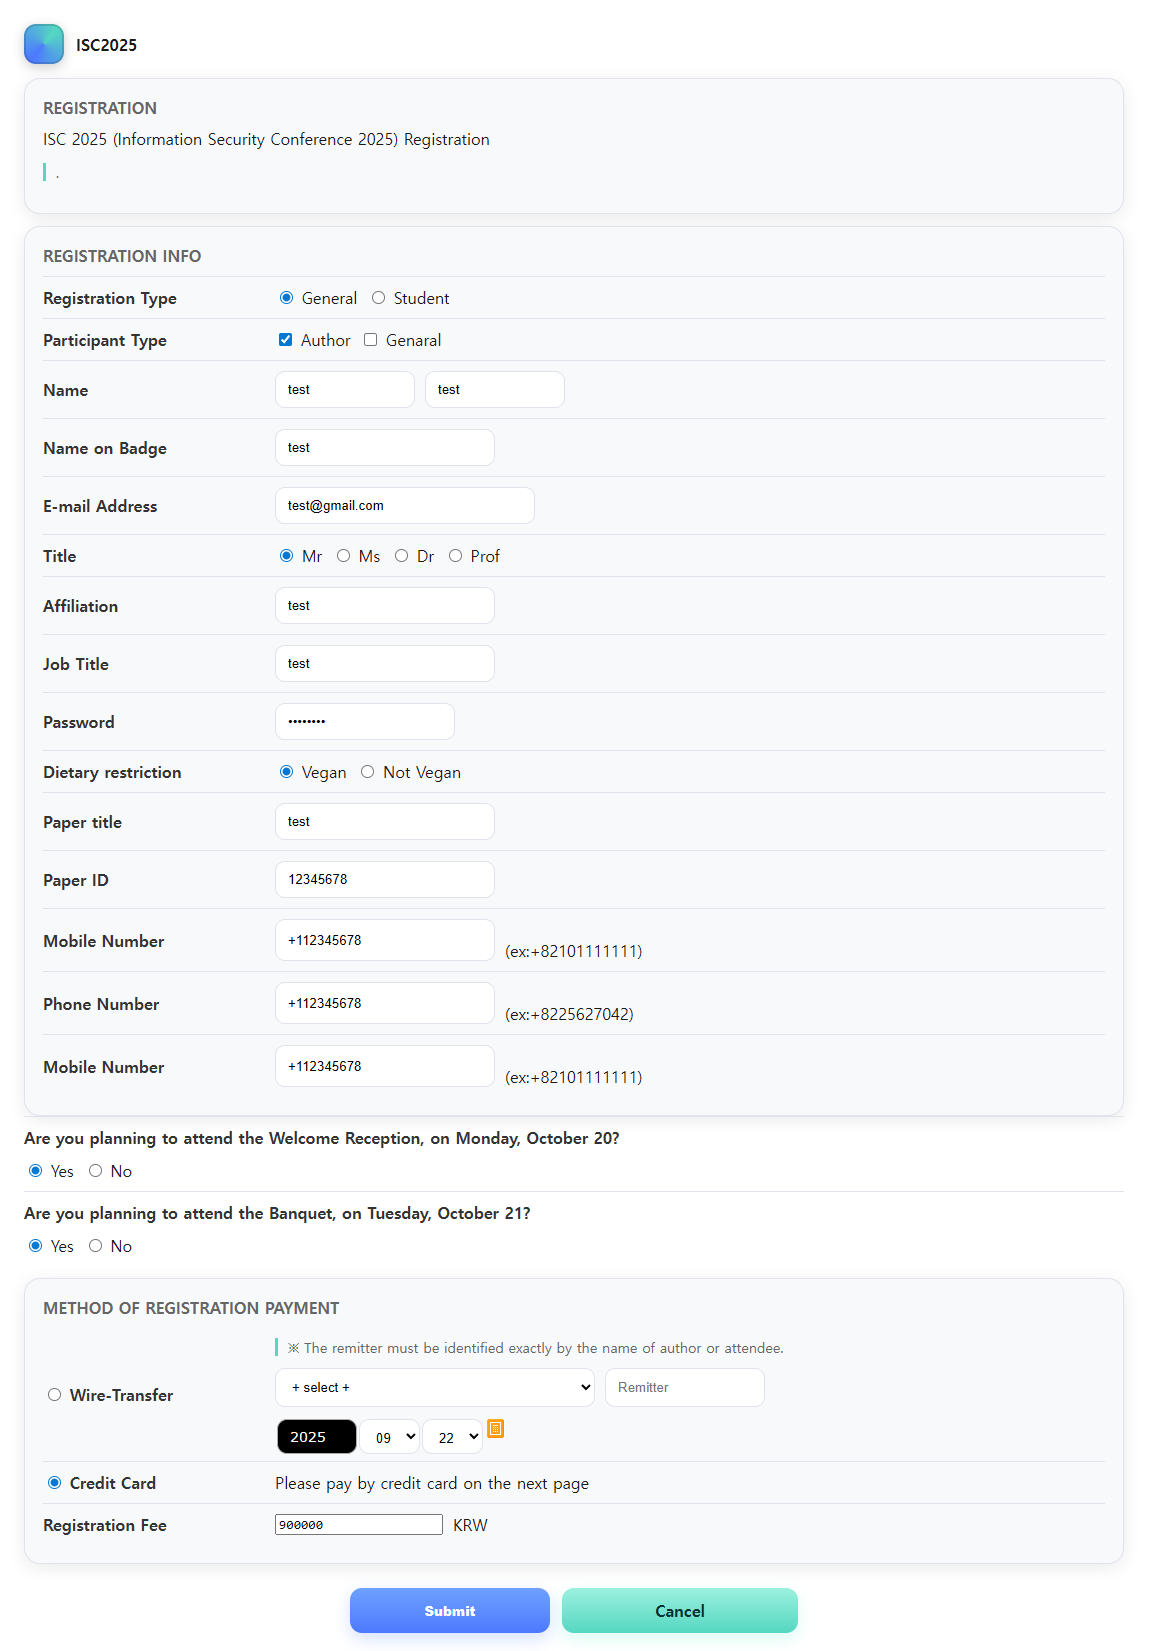 ISC2025
REGISTRATION
ISC 2025 (Information Security Conference 2025) Registration
.
REGISTRATION INFO
Registration Type General Student
Participant Type Author Genaral
Name test test
Name on Badge test
E-mail Address test@gmail.com
Title Mr Ms Dr Prof
Affiliation test
Job Title test
Password ••••••••
Dietary restriction Vegan Not Vegan
Paper title test
Paper ID 12345678
Mobile Number +112345678 (ex:+82101111111)
Phone Number +112345678 (ex:+8225627042)
Mobile Number +112345678 (ex:+82101111111)
Are you planning to attend the Welcome Reception, on Monday, October 20?
Yes No
Are you planning to attend the Banquet, on Tuesday, October 21?
Yes No
METHOD OF REGISTRATION PAYMENT
※ The remitter must be identified exactly by the name of author or attendee.
Wire-Transfer + select + Remitter
2025 09 22
Credit Card Please pay by credit card on the next page
Registration Fee 900000 KRW
Submit Cancel